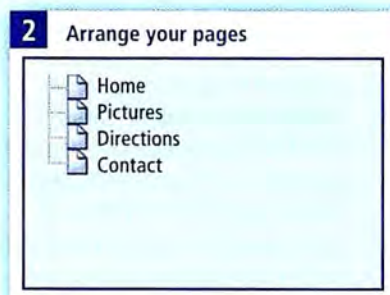 2 Arrange your pages
Home
Pictures
Directions
Contact